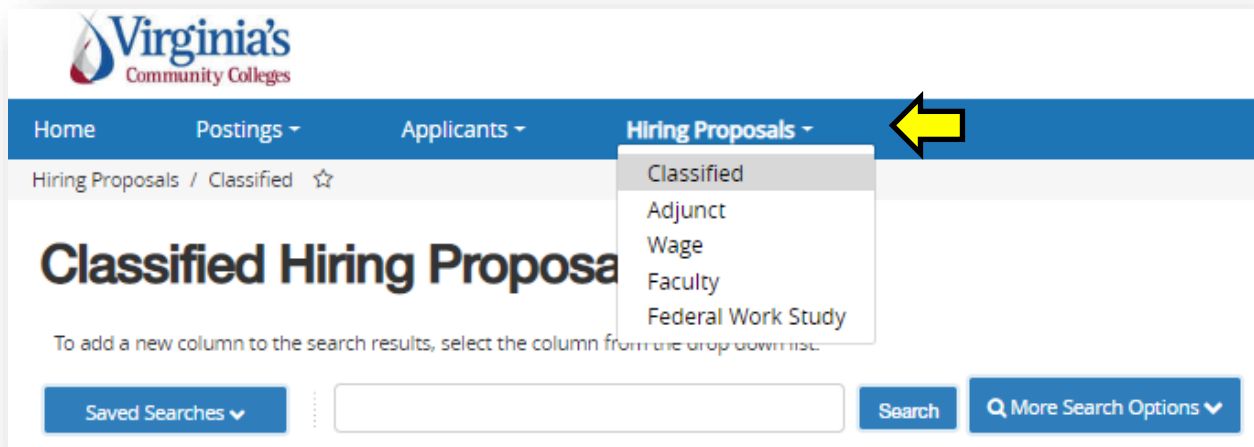 Virginia's
Community Colleges
Home Postings Applicants Hiring Proposals
Hiring Proposals / Classified
Classified
Adjunct
Wage
Faculty
Federal Work Study
Classified Hiring Proposa
To add a new column to the search results, select the column from the drop down list.
Saved Searches Search More Search Options